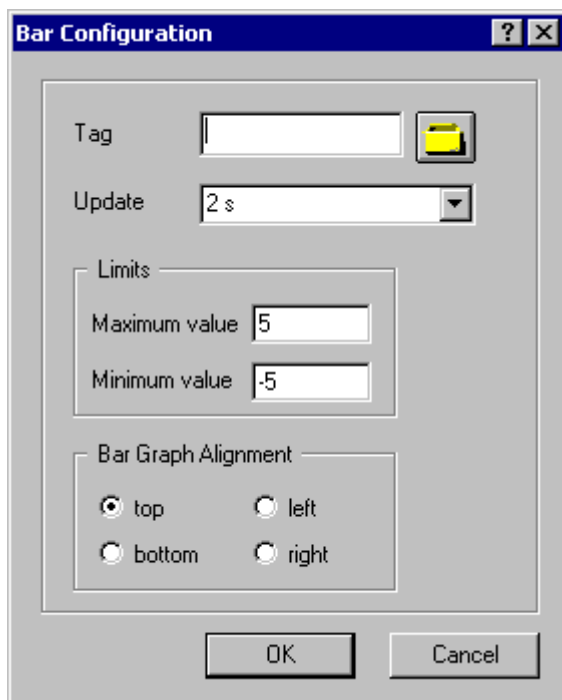 Bar Configuration
Tag
Update 2 s
Limits
Maximum value 5
Minimum value -5
Bar Graph Alignment
top left
bottom right
OK Cancel